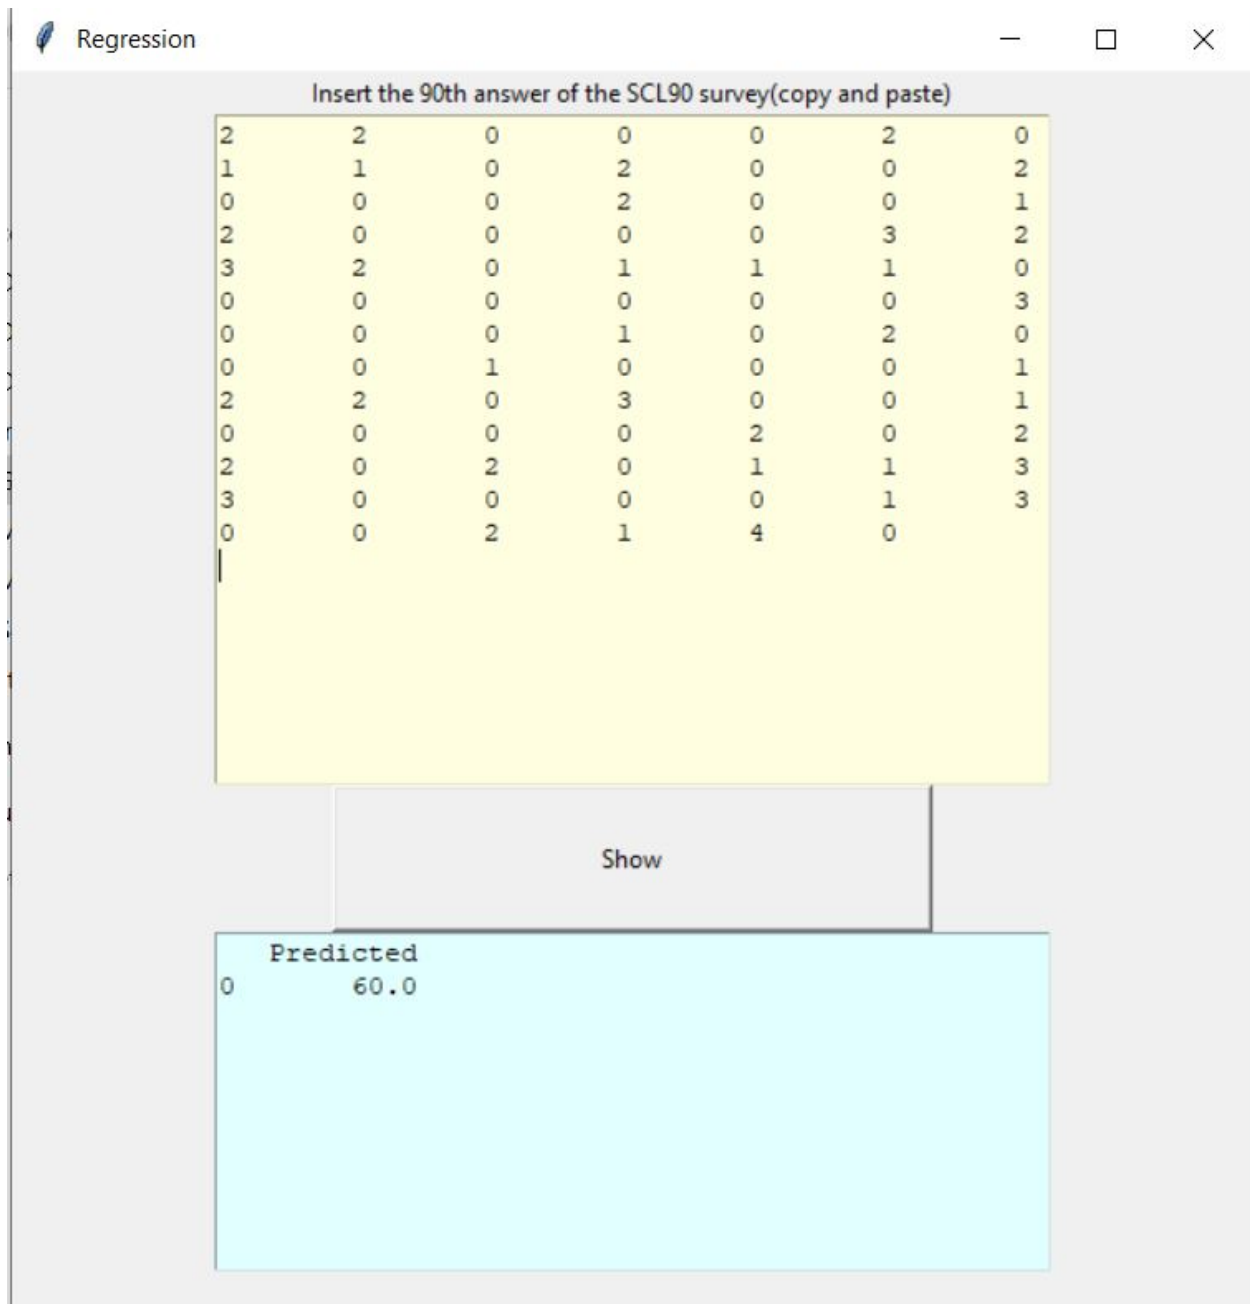 Regression
Insert the 90th answer of the SCL90 survey(copy and paste)
2 2 0 0 0 2 0
1 1 0 2 0 0 2
0 0 0 2 0 0 1
2 0 0 0 0 3 2
3 2 0 1 1 1 0
0 0 0 0 0 0 3
0 0 0 1 0 2 0
0 0 1 0 0 0 1
2 2 0 3 0 0 1
0 0 0 0 2 0 2
2 0 2 0 1 1 3
3 0 0 0 0 1 3
0 0 2 1 4 0
Show
Predicted
0 60.0